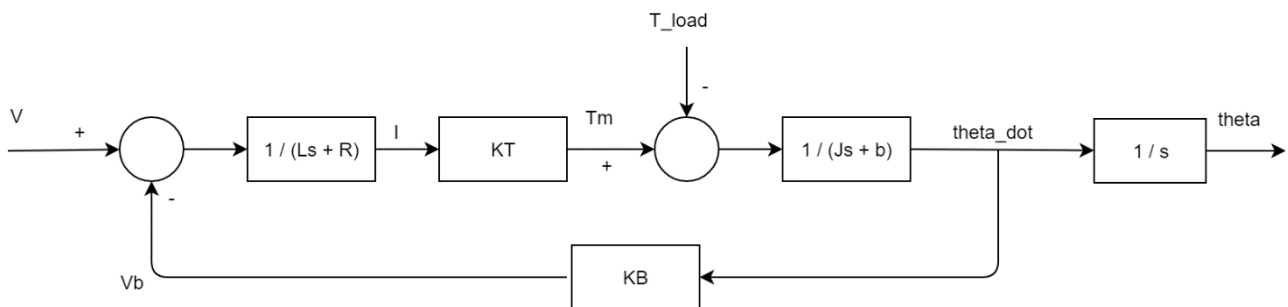 T_load
-
V
+
1 / (Ls + R)
I
KT
Tm
+
1 / (Js + b)
theta_dot
1 / s
theta
-
Vb
KB